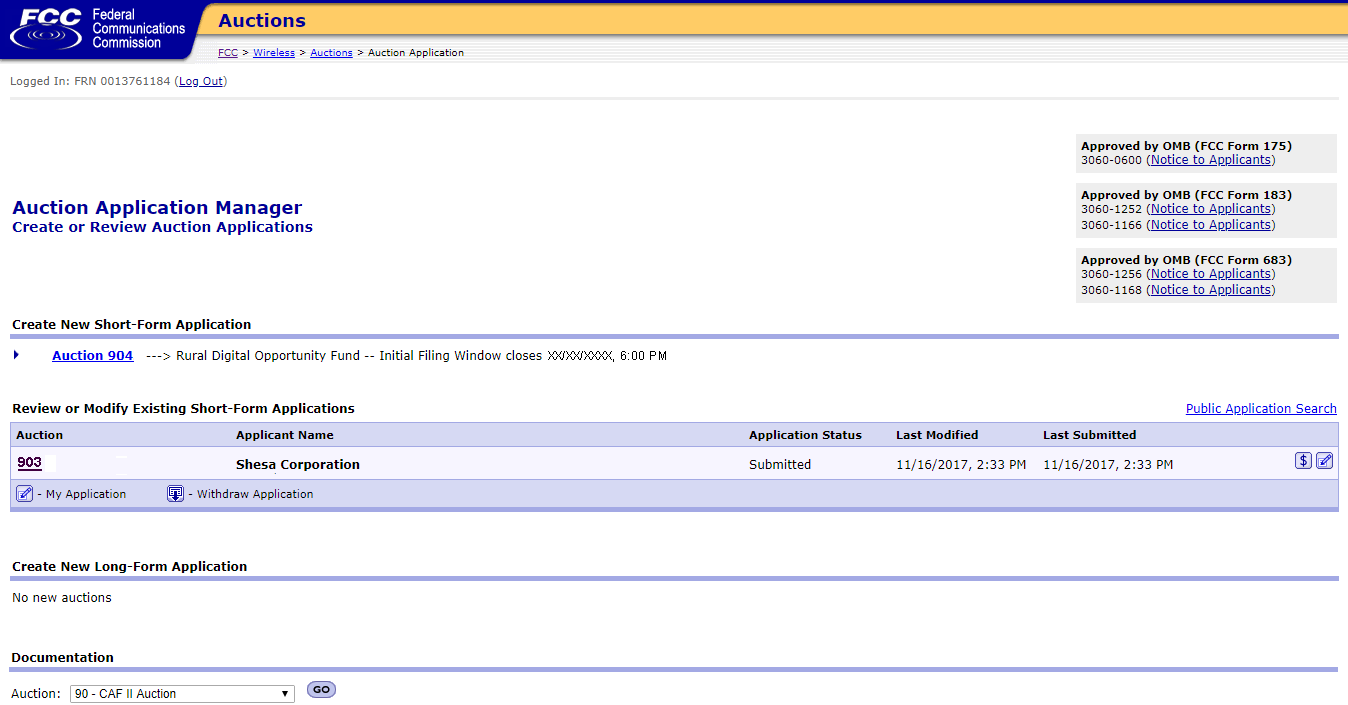 FCC Federal Communications Commission
Auctions
FCC > Wireless > Auctions > Auction Application
Logged In: FRN 0013761184 (Log Out)
Approved by OMB (FCC Form 175)
3060-0600 (Notice to Applicants)
Approved by OMB (FCC Form 183)
3060-1252 (Notice to Applicants)
3060-1166 (Notice to Applicants)
Approved by OMB (FCC Form 683)
3060-1256 (Notice to Applicants)
3060-1168 (Notice to Applicants)
Auction Application Manager
Create or Review Auction Applications
Create New Short-Form Application
Auction 904 ---> Rural Digital Opportunity Fund -- Initial Filing Window closes XX/XX/XXXX, 6:00 PM
Review or Modify Existing Short-Form Applications Public Application Search
Auction Applicant Name Application Status Last Modified Last Submitted
903 Shesa Corporation Submitted 11/16/2017, 2:33 PM 11/16/2017, 2:33 PM $
- My Application - Withdraw Application
Create New Long-Form Application
No new auctions
Documentation
Auction: 90 - CAF II Auction GO